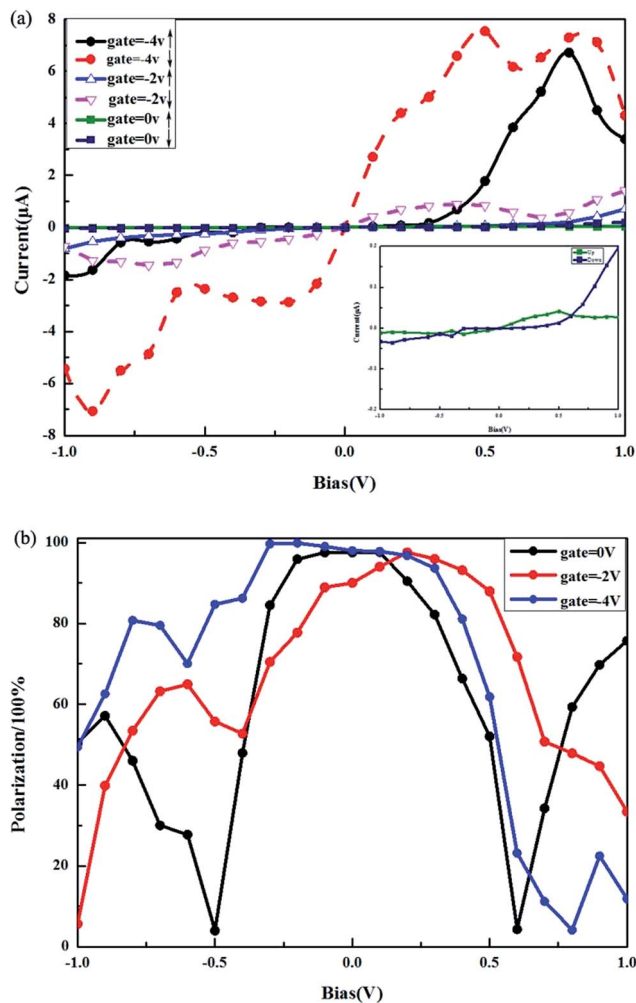 (a)
8
6
4
2
0
-2
-4
-6
-8
Current(μA)
gate=-4v↑
gate=-4v↓
gate=-2v↑
gate=-2v↓
gate=0v↑
gate=0v↓
0.2
0.1
0.0
-0.1
-0.2
Current(μA)
Up
Down
-1.0 -0.5 0.0 0.5 1.0
Bias(V)
-1.0 -0.5 0.0 0.5 1.0
Bias(V)
(b)
100
80
60
40
20
0
Polarization/100%
gate=0V
gate=-2V
gate=-4V
-1.0 -0.5 0.0 0.5 1.0
Bias(V)